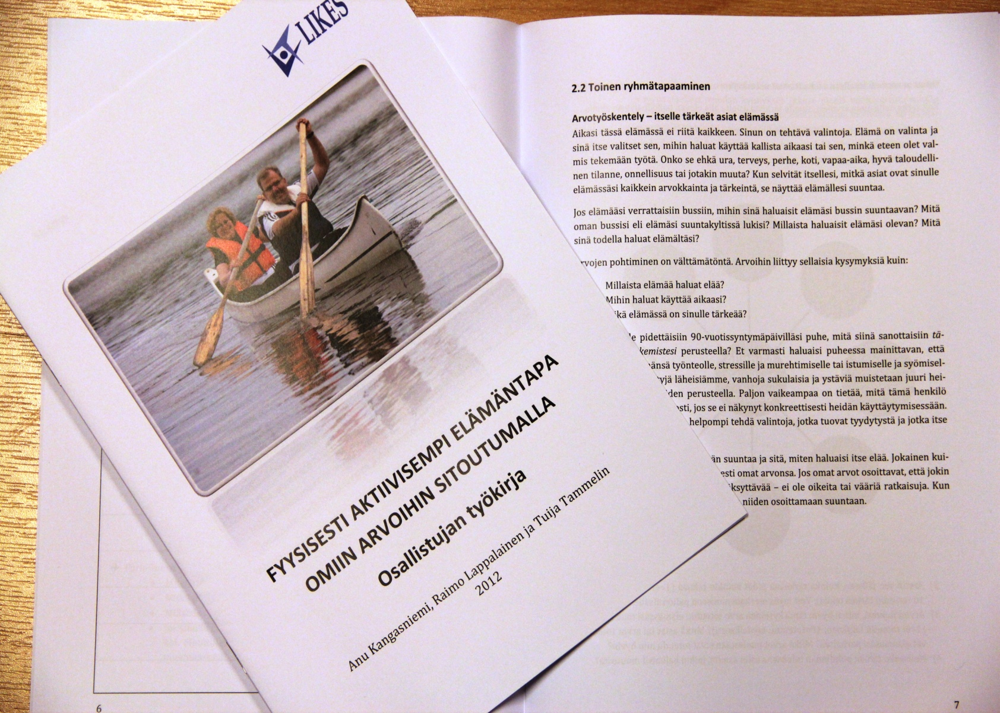 LIKES
FYYSISESTI AKTIIVISEMPI ELÄMÄNTAPA
OMIIN ARVOIHIN SITOUTUMALLA
Osallistujan työkirja
Anu Kangasniemi, Raimo Lappalainen ja Tuija Tammelin
2012
6
2.2 Toinen ryhmätapaaminen
Arvotyöskentely – itselle tärkeät asiat elämässä
Aikasi tässä elämässä ei riitä kaikkeen. Sinun on tehtävä valintoja. Elämä on valinta ja
sinä itse valitset sen, mihin haluat käyttää kallista aikaasi tai sen, minkä eteen olet val-
mis tekemään työtä. Onko se ehkä ura, terveys, perhe, koti, vapaa-aika, hyvä taloudelli-
nen tilanne, onnellisuus tai jotakin muuta? Kun selvität itsellesi, mitkä asiat ovat sinulle
elämässäsi kaikkein arvokkainta ja tärkeintä, se näyttää elämällesi suuntaa.
Jos elämääsi verrattaisiin bussiin, mihin sinä haluaisit elämäsi bussin suuntaavan? Mitä
oman bussisi eli elämäsi suuntakyltissä lukisi? Millaista haluaisit elämäsi olevan? Mitä
sinä todella haluat elämältäsi?
rvojen pohtiminen on välttämätöntä. Arvoihin liittyy sellaisia kysymyksiä kuin:
Millaista elämää haluat elää?
Mihin haluat käyttää aikaasi?
ikä elämässä on sinulle tärkeää?
le pidettäisiin 90-vuotissyntymäpäivilläsi puhe, mitä siinä sanottaisiin tä-
kemistesi perusteella? Et varmasti haluaisi puheessa mainittavan, että
änsä työnteolle, stressille ja murehtimiselle tai istumiselle ja syömisel-
tyjä läheisiämme, vanhoja sukulaisia ja ystäviä muistetaan juuri hei-
iden perusteella. Paljon vaikeampaa on tietää, mitä tämä henkilö
sti, jos se ei näkynyt konkreettisesti heidän käyttäytymisessään.
helpompi tehdä valintoja, jotka tuovat tyydytystä ja jotka itse
än suuntaa ja sitä, miten haluaisi itse elää. Jokainen kui-
esti omat arvonsa. Jos omat arvot osoittavat, että jokin
iksyttävää – ei ole oikeita tai vääriä ratkaisuja. Kun
niiden osoittamaan suuntaan.
7